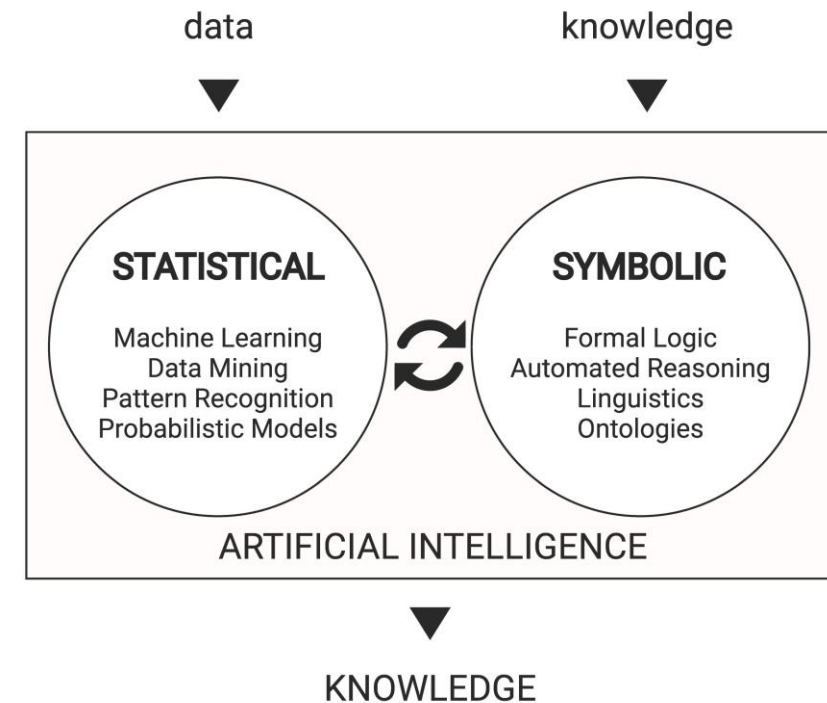 data
knowledge
STATISTICAL
Machine Learning
Data Mining
Pattern Recognition
Probabilistic Models
SYMBOLIC
Formal Logic
Automated Reasoning
Linguistics
Ontologies
ARTIFICIAL INTELLIGENCE
KNOWLEDGE